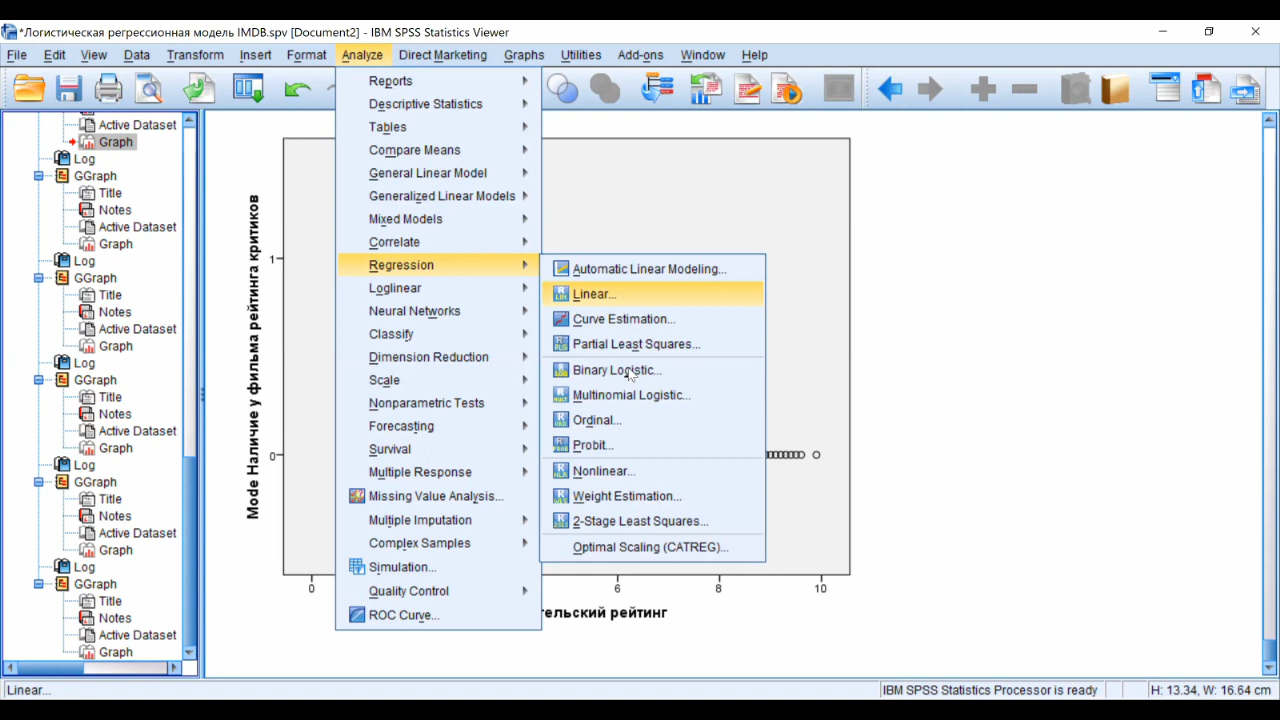 *Логистическая регрессионная модель IMDB.spv [Document2] - IBM SPSS Statistics Viewer
File Edit View Data Transform Insert Format Analyze Direct Marketing Graphs Utilities Add-ons Window Help
Active Dataset
Graph
Log
GGraph
Title
Notes
Active Dataset
Graph
Log
GGraph
Title
Notes
Active Dataset
Graph
Log
GGraph
Title
Notes
Active Dataset
Graph
Log
GGraph
Title
Notes
Active Dataset
Graph
Log
GGraph
Title
Notes
Active Dataset
Graph
Reports
Descriptive Statistics
Tables
Compare Means
General Linear Model
Generalized Linear Models
Mixed Models
Correlate
Regression
Loglinear
Neural Networks
Classify
Dimension Reduction
Scale
Nonparametric Tests
Forecasting
Survival
Multiple Response
Missing Value Analysis...
Multiple Imputation
Complex Samples
Simulation...
Quality Control
ROC Curve...
Automatic Linear Modeling...
Linear...
Curve Estimation...
Partial Least Squares...
Binary Logistic...
Multinomial Logistic...
Ordinal...
Probit...
Nonlinear...
Weight Estimation...
2-Stage Least Squares...
Optimal Scaling (CATREG)...
Mode Наличие у фильма рейтинга критиков
1
0
0 6 8 10
тельский рейтинг
Linear...
IBM SPSS Statistics Processor is ready
H: 13.34, W: 16.64 cm